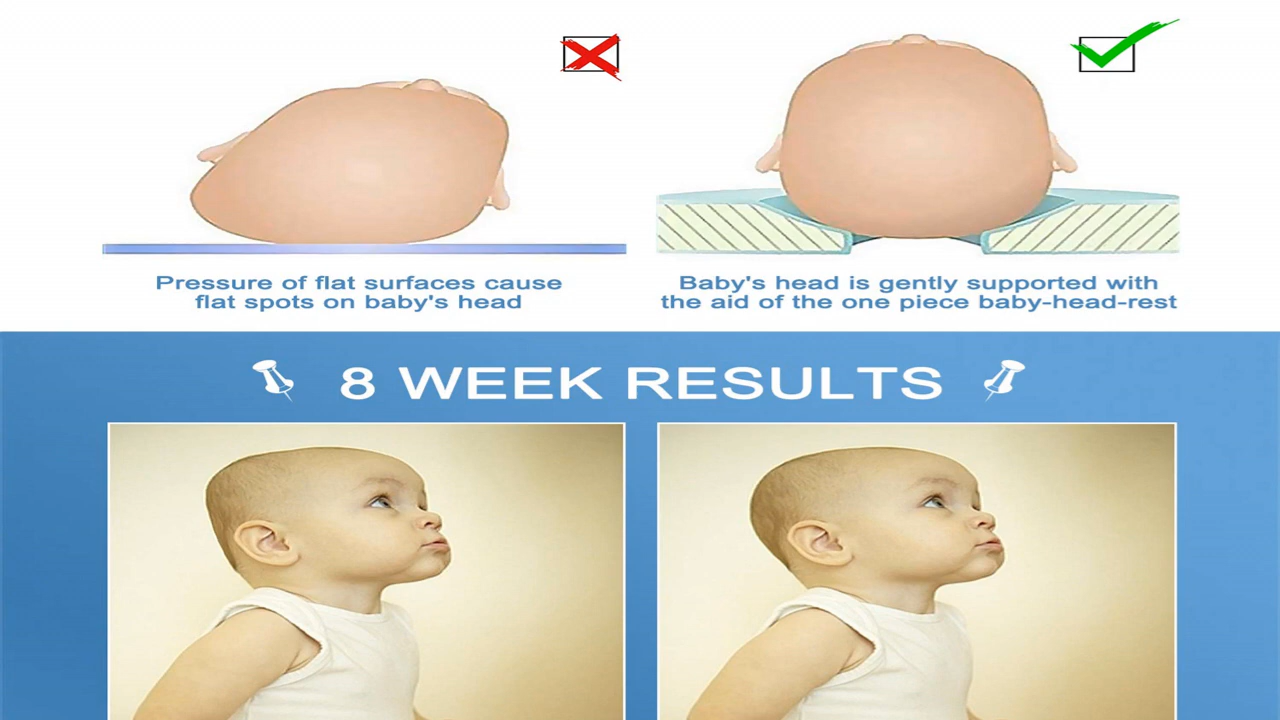 Pressure of flat surfaces cause
flat spots on baby's head
Baby's head is gently supported with
the aid of the one piece baby-head-rest
8 WEEK RESULTS